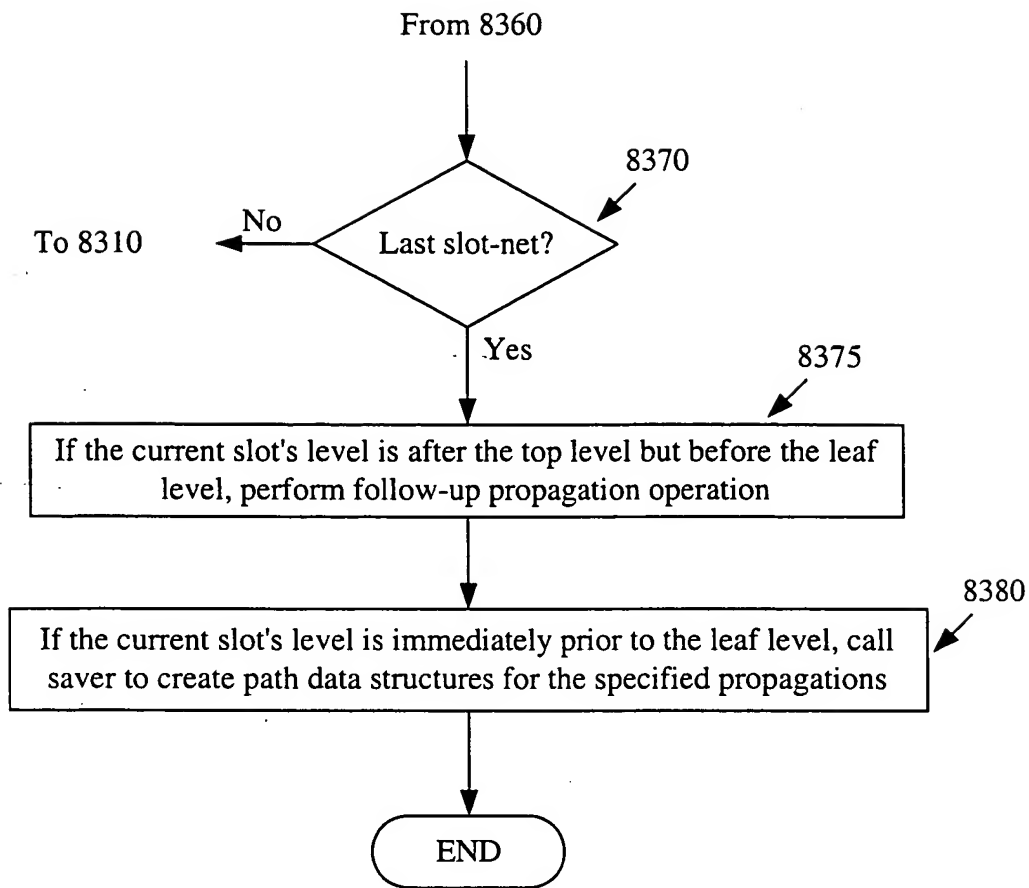 From 8360
8370
No
To 8310
Last slot-net?
Yes
8375
If the current slot's level is after the top level but before the leaf
level, perform follow-up propagation operation
8380
If the current slot's level is immediately prior to the leaf level, call
saver to create path data structures for the specified propagations
END